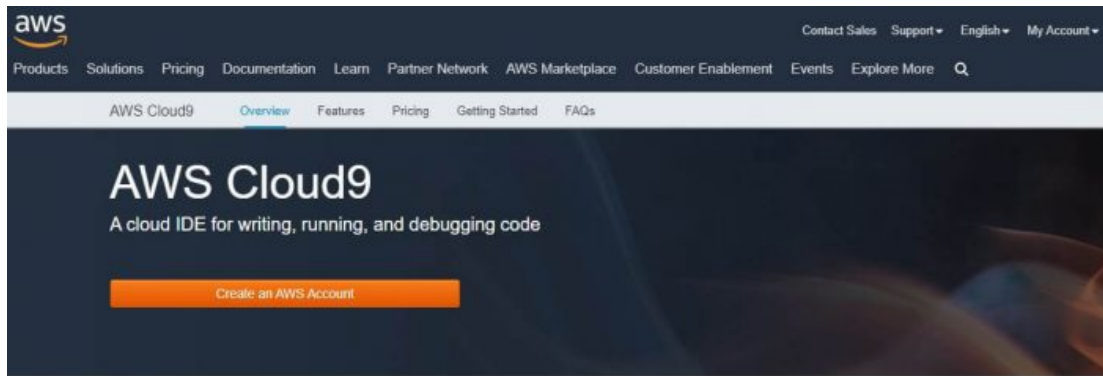 aws
Contact Sales Support English My Account
Products Solutions Pricing Documentation Learn Partner Network AWS Marketplace Customer Enablement Events Explore More
AWS Cloud9 Overview Features Pricing Getting Started FAQs
AWS Cloud9
A cloud IDE for writing, running, and debugging code
Create an AWS Account